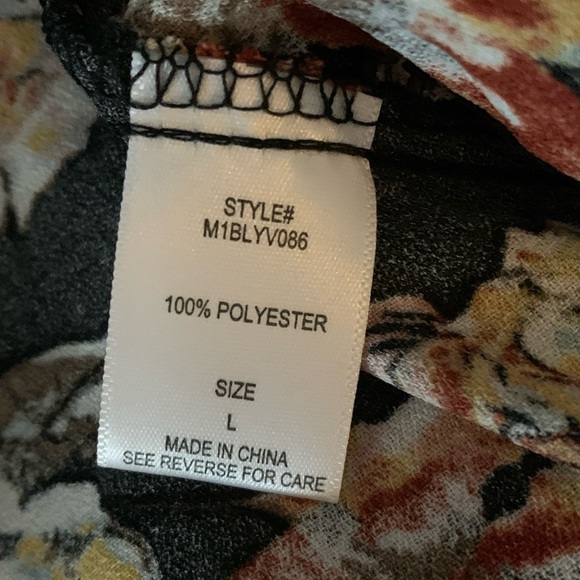 STYLE#
M1BLYV086
100% POLYESTER
SIZE
L
MADE IN CHINA
SEE REVERSE FOR CARE